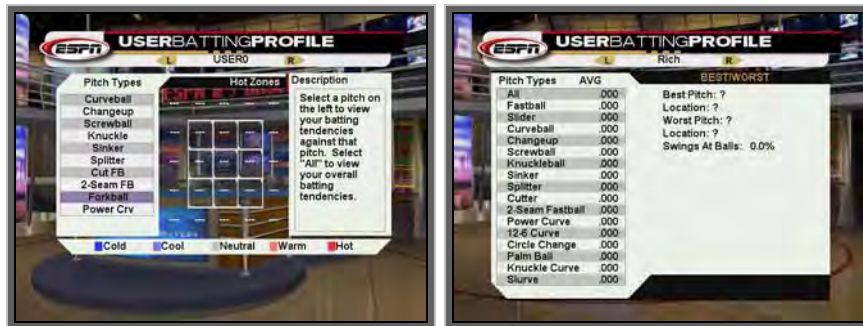 ESPN
USERBATTINGPROFILE
L USER0 R
Pitch Types
Curveball
Changeup
Screwball
Knuckle
Sinker
Splitter
Cut FB
2-Seam FB
Forkball
Power Crv
Hot Zones
--- --- --- --- ---
--- --- --- --- ---
--- --- --- --- ---
--- --- --- --- ---
--- --- --- --- ---
Description
Select a pitch on
the left to view
your batting
tendencies
against that
pitch. Select
"All" to view
your overall
batting
tendencies.
Cold Cool Neutral Warm Hot
ESPN
USERBATTINGPROFILE
L Rich R
Pitch Types AVG
All .000
Fastball .000
Slider .000
Curveball .000
Changeup .000
Screwball .000
Knuckleball .000
Sinker .000
Splitter .000
Cutter .000
2-Seam Fastball .000
Power Curve .000
12-6 Curve .000
Circle Change .000
Palm Ball .000
Knuckle Curve .000
Slurve .000
BEST/WORST
Best Pitch: ?
Location: ?
Worst Pitch: ?
Location: ?
Swings At Balls: 0.0%